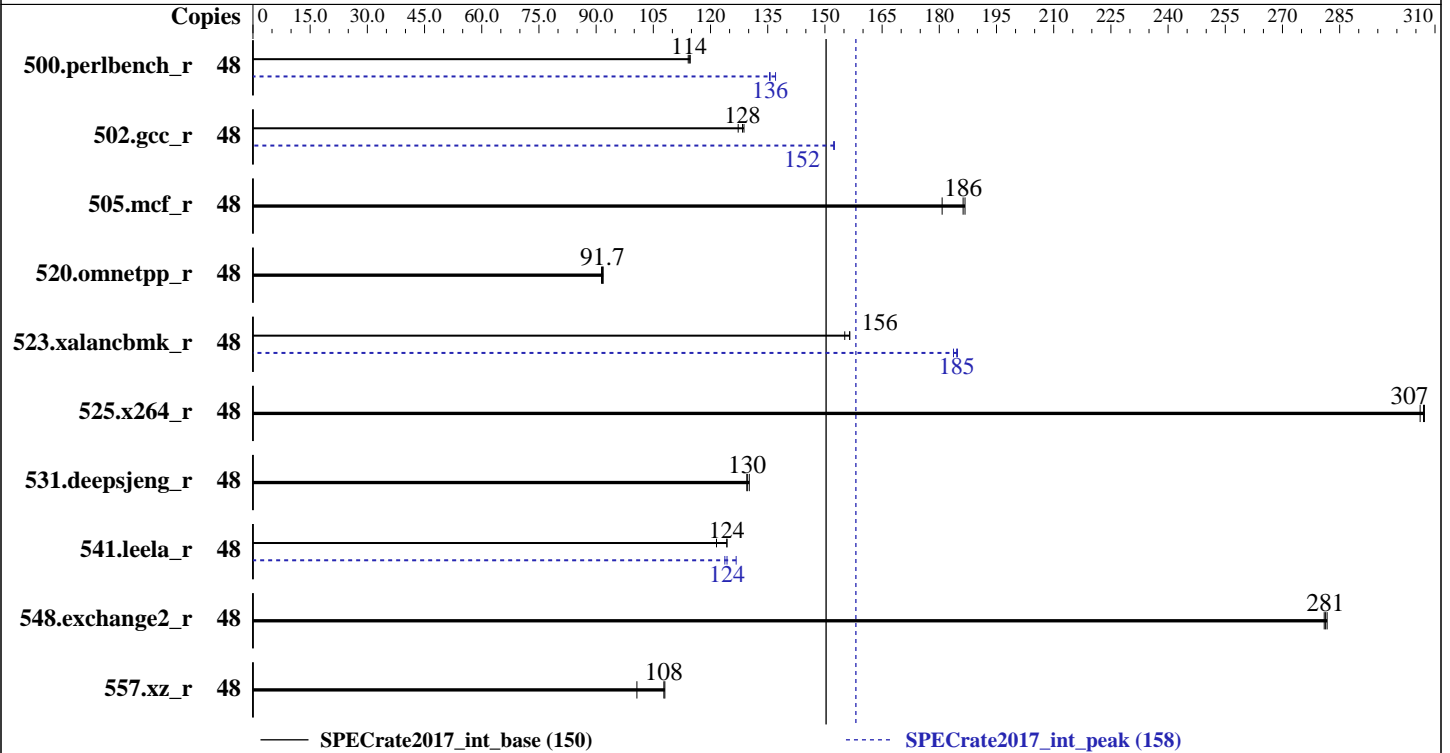 Copies 0 15.0 30.0 45.0 60.0 75.0 90.0 105 120 135 150 165 180 195 210 225 240 255 270 285 310
114
500.perlbench_r 48
136
128
502.gcc_r 48
152
186
505.mcf_r 48
91.7
520.omnetpp_r 48
156
523.xalancbmk_r 48
185
307
525.x264_r 48
130
531.deepsjeng_r 48
124
541.leela_r 48
124
281
548.exchange2_r 48
108
557.xz_r 48
SPECrate2017_int_base (150) SPECrate2017_int_peak (158)